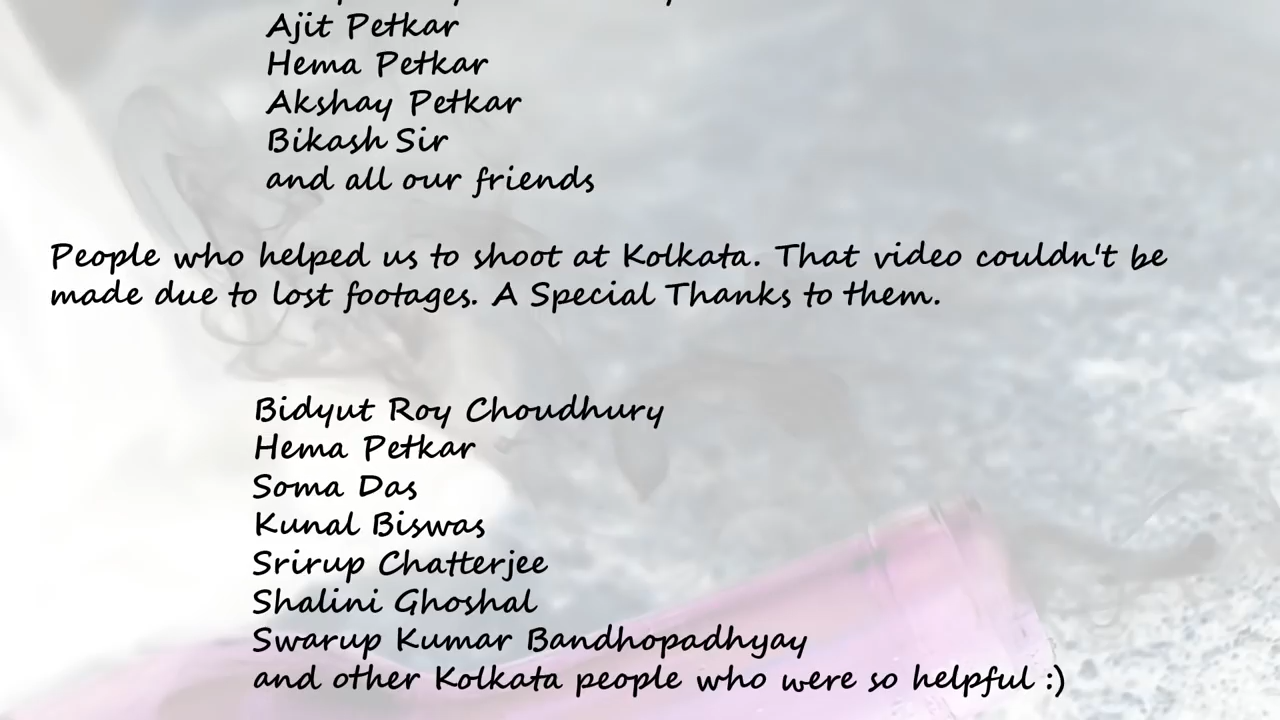 Ajit Petkar
Hema Petkar
Akshay Petkar
Bikash Sir
and all our friends
People who helped us to shoot at Kolkata. That video couldn't be
made due to lost footages. A Special Thanks to them.
Bidyut Roy Choudhury
Hema Petkar
Soma Das
Kunal Biswas
Srirup Chatterjee
Shalini Ghoshal
Swarup Kumar Bandhopadhyay
and other Kolkata people who were so helpful :)